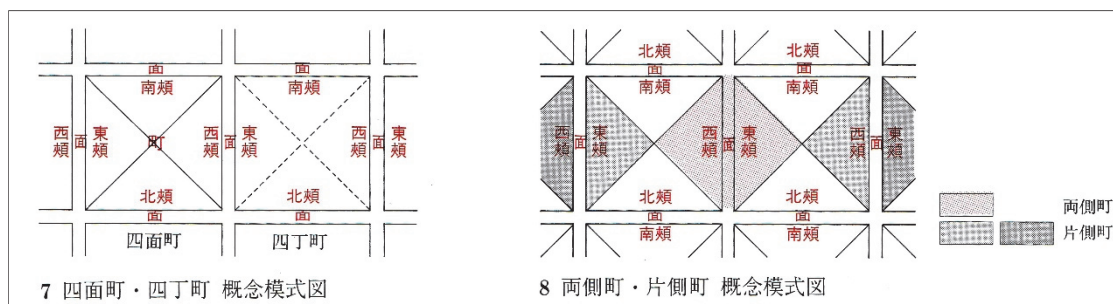 北頬 北頬
面 面
南頬 南頬
西頬 面 東頬 町 西頬 面 東頬 西頬 面 東頬
北頬 北頬
面 面
四面町 四丁町
7 四面町・四丁町 概念模式図
北頬 北頬
面 面
南頬 南頬
西頬 面 東頬 西頬 面 東頬 西頬 面 東頬
北頬 北頬
面 面
南頬 南頬
両側町
片側町
8 両側町・片側町 概念模式図